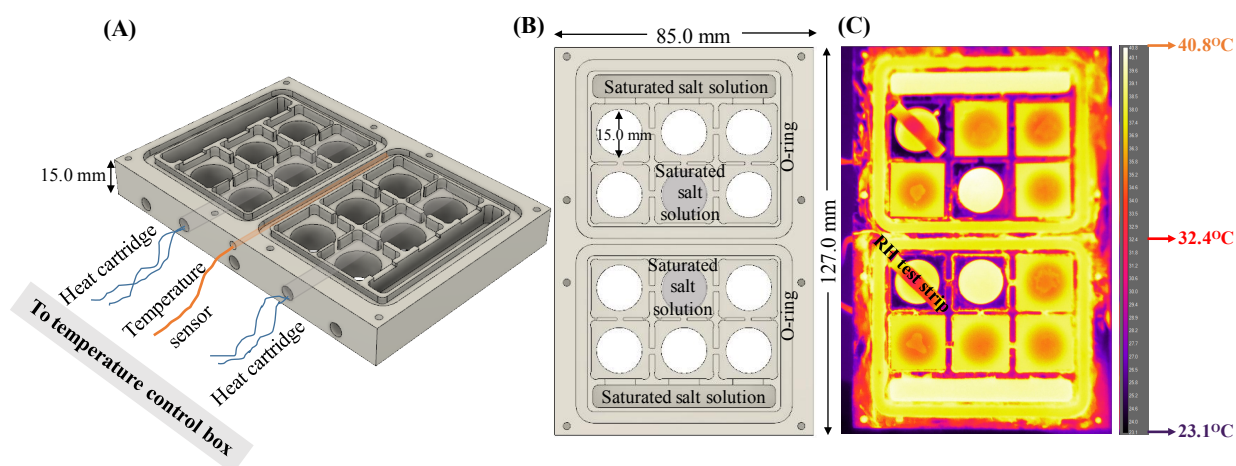 (A)
15.0 mm
Heat cartridge
Temperature
sensor
Heat cartridge
To temperature control box
(B)
85.0 mm
Saturated salt solution
15.0 mm
O-ring
Saturated
salt
solution
127.0 mm
Saturated
salt
solution
O-ring
Saturated salt solution
(C)
RH test strip
40.8°C
32.4°C
23.1°C